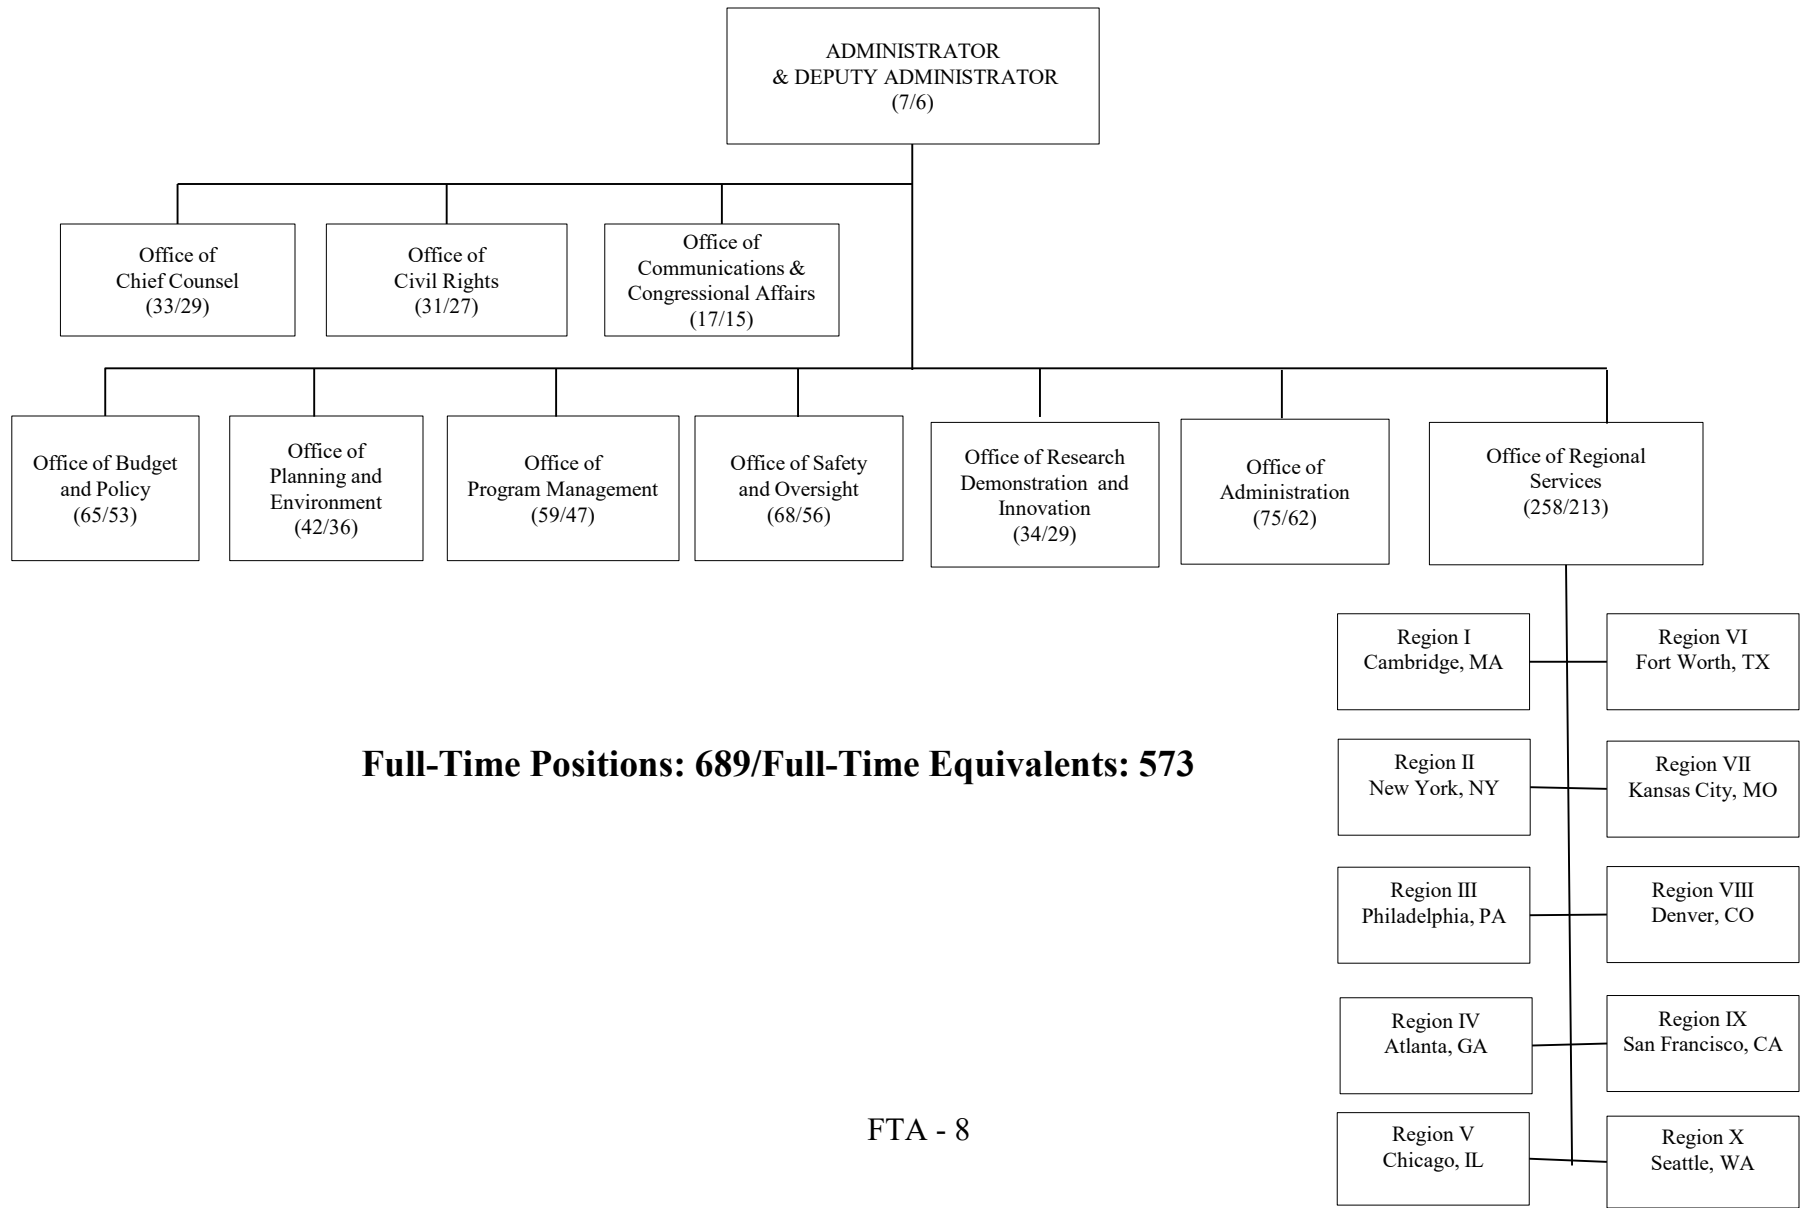 ADMINISTRATOR
& DEPUTY ADMINISTRATOR
(7/6)
Office of
Chief Counsel
(33/29)
Office of
Civil Rights
(31/27)
Office of
Communications &
Congressional Affairs
(17/15)
Office of Budget
and Policy
(65/53)
Office of
Planning and
Environment
(42/36)
Office of
Program Management
(59/47)
Office of Safety
and Oversight
(68/56)
Office of Research
Demonstration and
Innovation
(34/29)
Office of
Administration
(75/62)
Office of Regional
Services
(258/213)
Region I
Cambridge, MA
Region VI
Fort Worth, TX
Region II
New York, NY
Region VII
Kansas City, MO
Full-Time Positions: 689/Full-Time Equivalents: 573
Region III
Philadelphia, PA
Region VIII
Denver, CO
Region IV
Atlanta, GA
Region IX
San Francisco, CA
Region V
Chicago, IL
Region X
Seattle, WA
FTA - 8